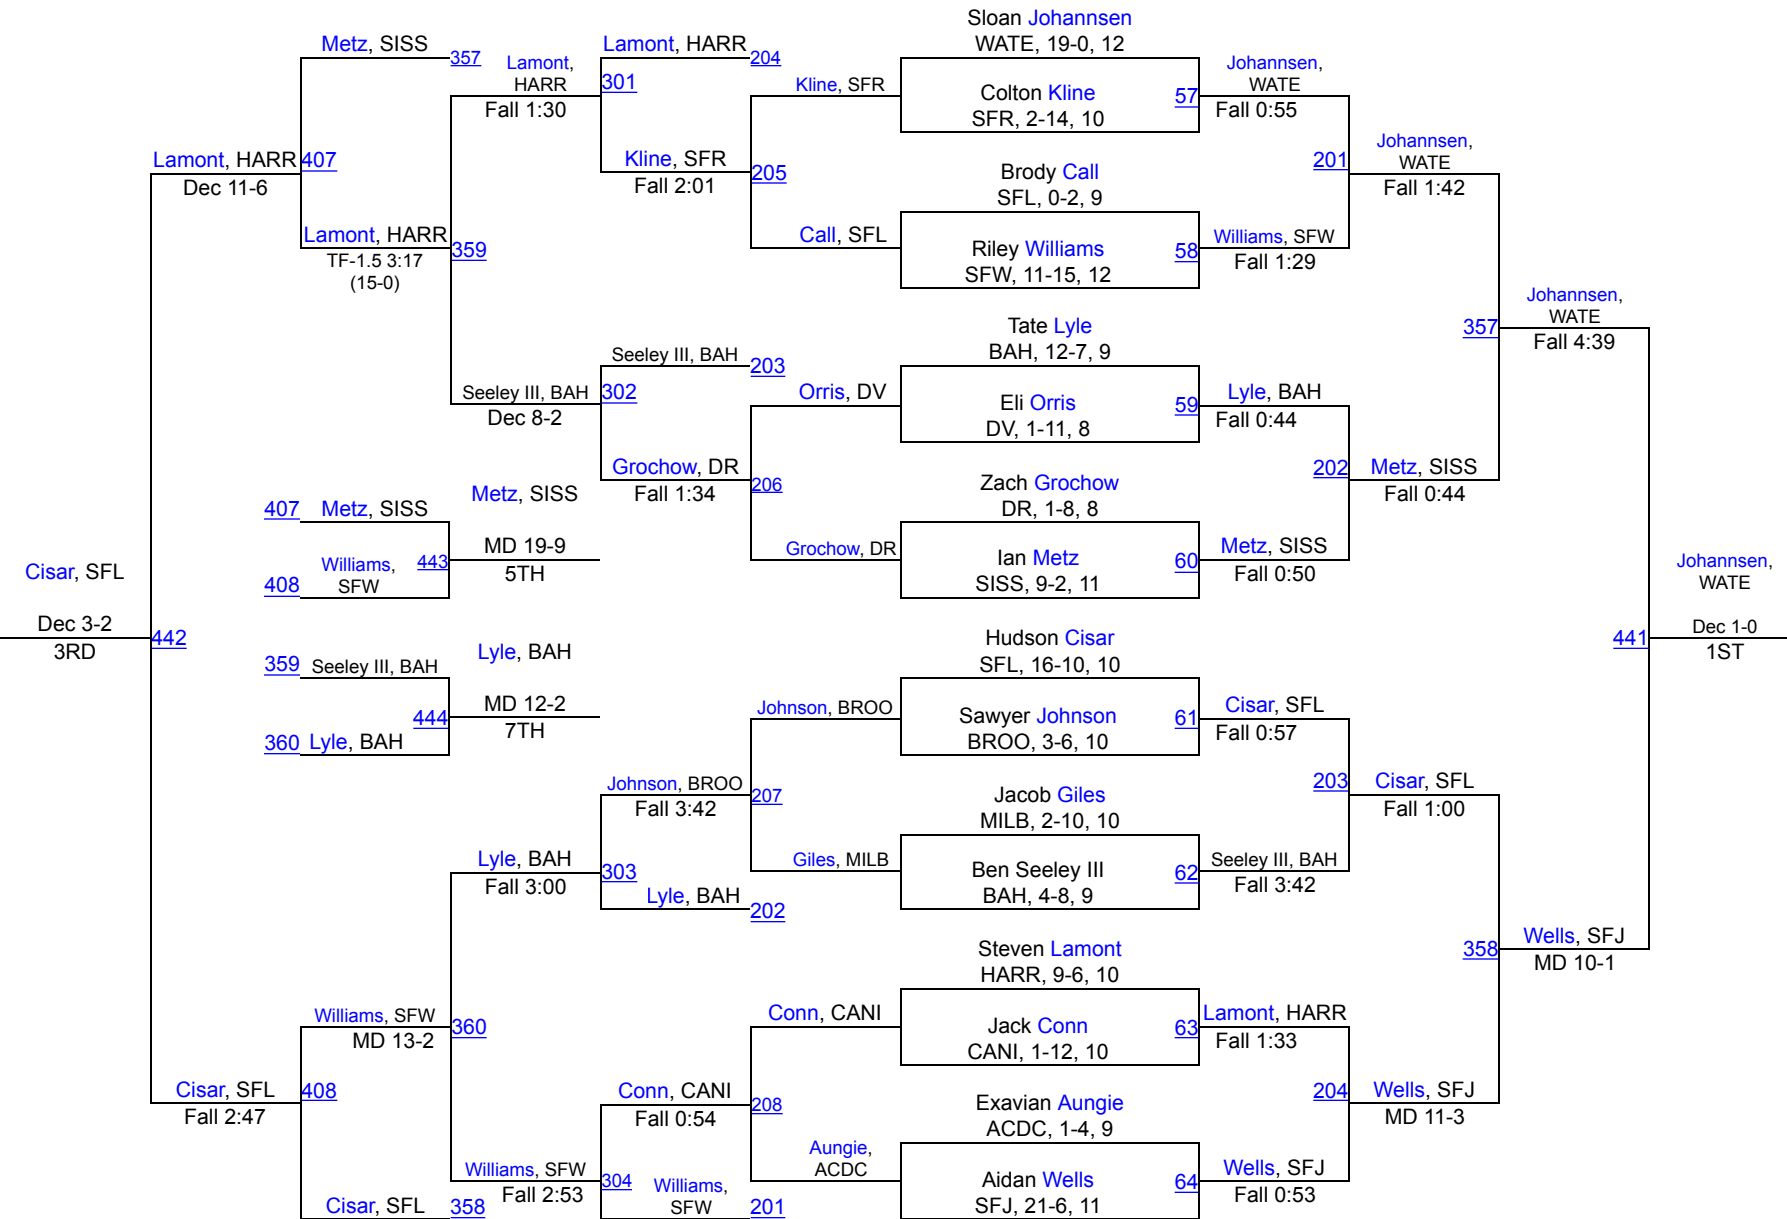 Sloan Johannsen
WATE, 19-0, 12
Metz, SISS
357
Lamont,
HARR
Fall 1:30
Lamont, HARR
204
301
Kline, SFR
Colton Kline
SFR, 2-14, 10
57
Johannsen,
WATE
Fall 0:55
Lamont, HARR
407
Dec 11-6
Kline, SFR
205
Fall 2:01
Brody Call
SFL, 0-2, 9
201
Johannsen,
WATE
Fall 1:42
Lamont, HARR
359
TF-1.5 3:17
(15-0)
Call, SFL
Riley Williams
SFW, 11-15, 12
58
Williams, SFW
Fall 1:29
Tate Lyle
BAH, 12-7, 9
357
Johannsen,
WATE
Fall 4:39
Seeley III, BAH
203
Seeley III, BAH
302
Dec 8-2
Orris, DV
Eli Orris
DV, 1-11, 8
59
Lyle, BAH
Fall 0:44
Grochow, DR
206
Fall 1:34
Zach Grochow
DR, 1-8, 8
202
Metz, SISS
Fall 0:44
407
Metz, SISS
Metz, SISS
443
MD 19-9
5TH
408
Williams,
SFW
Grochow, DR
Ian Metz
SISS, 9-2, 11
60
Metz, SISS
Fall 0:50
Cisar, SFL
Dec 3-2
3RD
442
Johannsen,
WATE
441
Dec 1-0
1ST
Hudson Cisar
SFL, 16-10, 10
359
Seeley III, BAH
Lyle, BAH
444
MD 12-2
7TH
360
Lyle, BAH
Johnson, BROO
Sawyer Johnson
BROO, 3-6, 10
61
Cisar, SFL
Fall 0:57
Johnson, BROO
207
Fall 3:42
Jacob Giles
MILB, 2-10, 10
203
Cisar, SFL
Fall 1:00
Lyle, BAH
303
Fall 3:00
Giles, MILB
Ben Seeley III
BAH, 4-8, 9
62
Seeley III, BAH
Fall 3:42
Lyle, BAH
202
Steven Lamont
HARR, 9-6, 10
358
Wells, SFJ
MD 10-1
Williams, SFW
360
MD 13-2
Conn, CANI
Jack Conn
CANI, 1-12, 10
63
Lamont, HARR
Fall 1:33
Cisar, SFL
408
Fall 2:47
Conn, CANI
208
Fall 0:54
Exavian Aungie
ACDC, 1-4, 9
204
Wells, SFJ
MD 11-3
Williams, SFW
304
Fall 2:53
Aungie,
ACDC
Aidan Wells
SFJ, 21-6, 11
64
Wells, SFJ
Fall 0:53
Cisar, SFL
358
Williams,
SFW
201